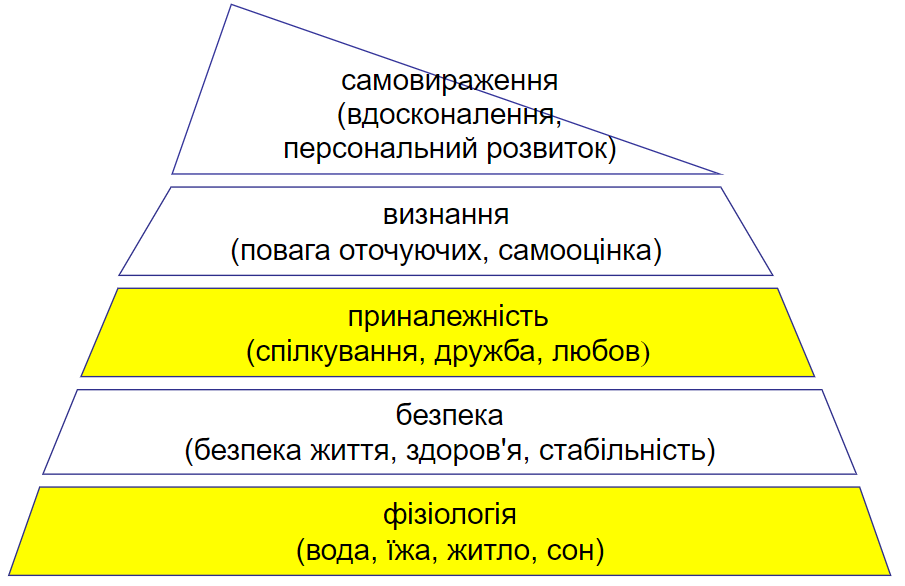 самовираження
(вдосконалення,
персональний розвиток)
визнання
(повага оточуючих, самооцінка)
приналежність
(спілкування, дружба, любов)
безпека
(безпека життя, здоров'я, стабільність)
фізіологія
(вода, їжа, житло, сон)